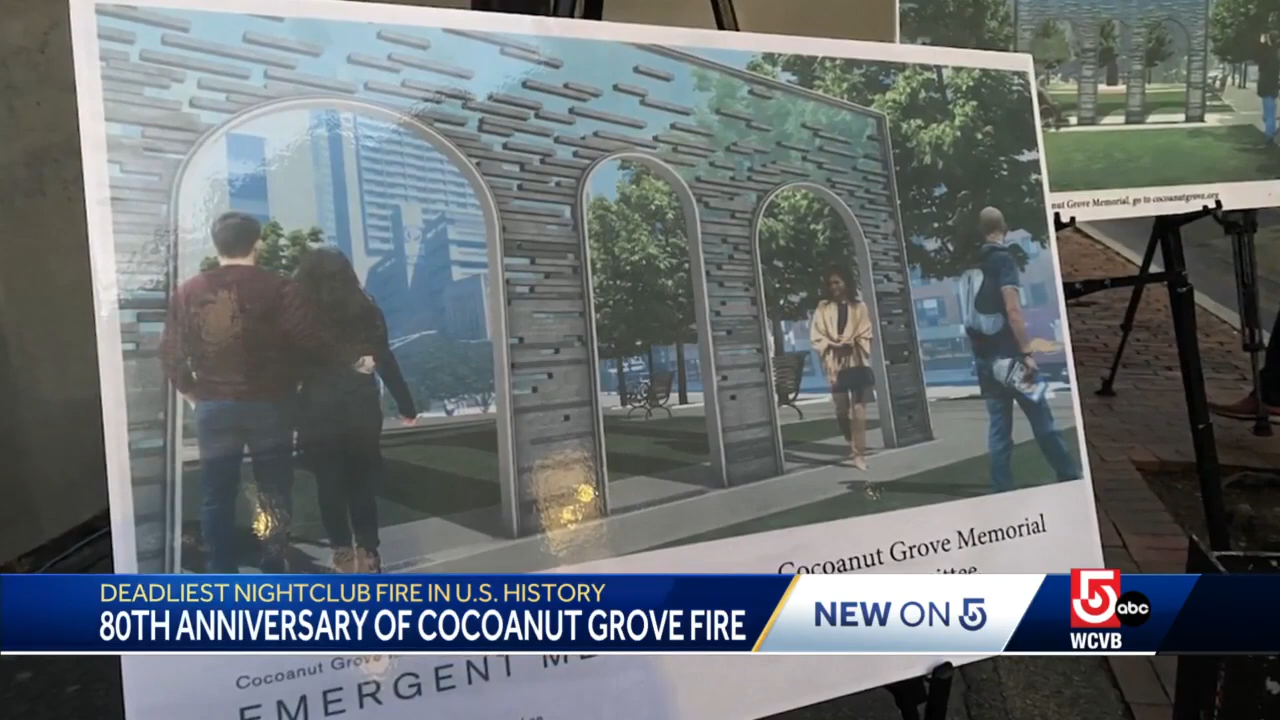 nut Grove Memorial, go to cocoanutgrove.org
Cocoanut Grove Memorial
DEADLIEST NIGHTCLUB FIRE IN U.S. HISTORY
80TH ANNIVERSARY OF COCOANUT GROVE FIRE
NEW ON 5
5 abc
WCVB
Cocoanut Grove
EMERGENT